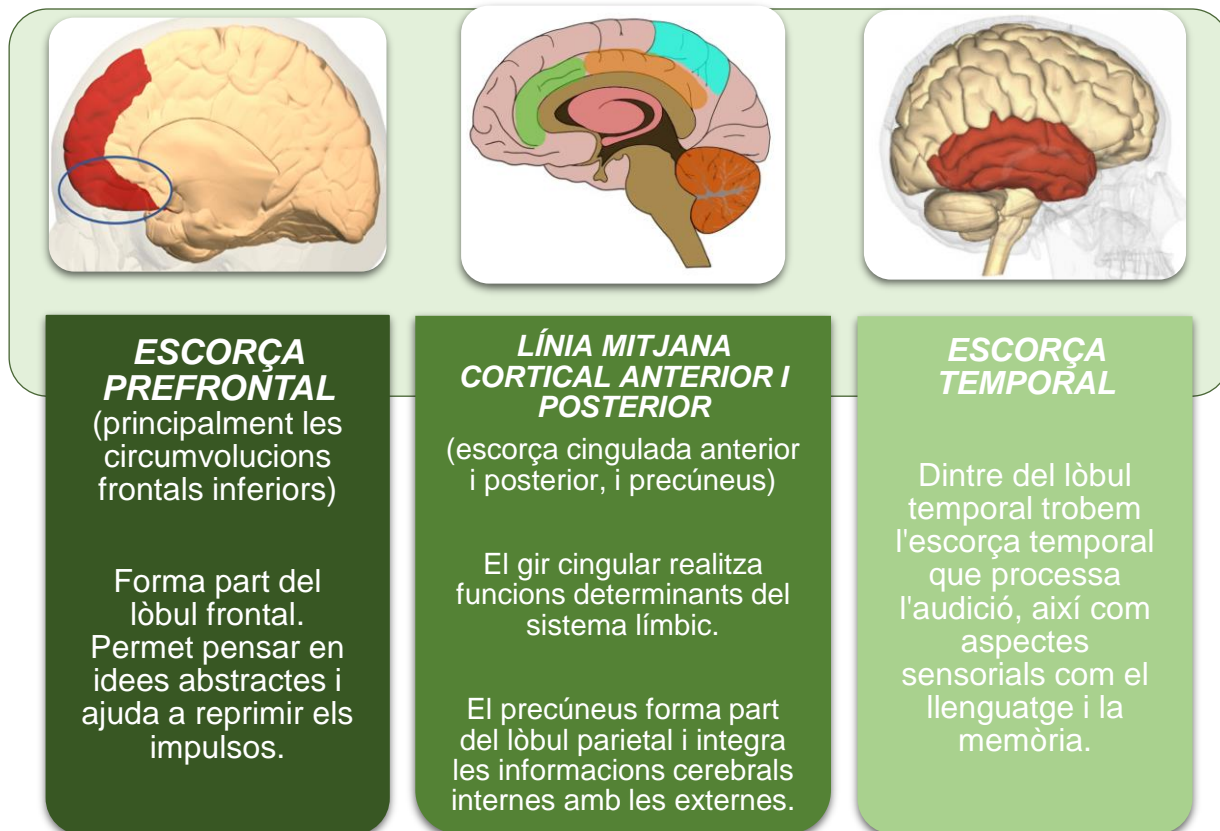 ESCORÇA
PREFRONTAL
(principalment les
circumvolucions
frontals inferiors)
Forma part del
lòbul frontal.
Permet pensar en
idees abstractes i
ajuda a reprimir els
impulsos.
LÍNIA MITJANA
CORTICAL ANTERIOR I
POSTERIOR
(escorça cingulada anterior
i posterior, i precúneus)
El gir cingular realitza
funcions determinants del
sistema límbic.
El precúneus forma part
del lòbul parietal i integra
les informacions cerebrals
internes amb les externes.
ESCORÇA
TEMPORAL
Dintre del lòbul
temporal trobem
l'escorça temporal
que processa
l'audició, així com
aspectes
sensorials com el
llenguatge i la
memòria.